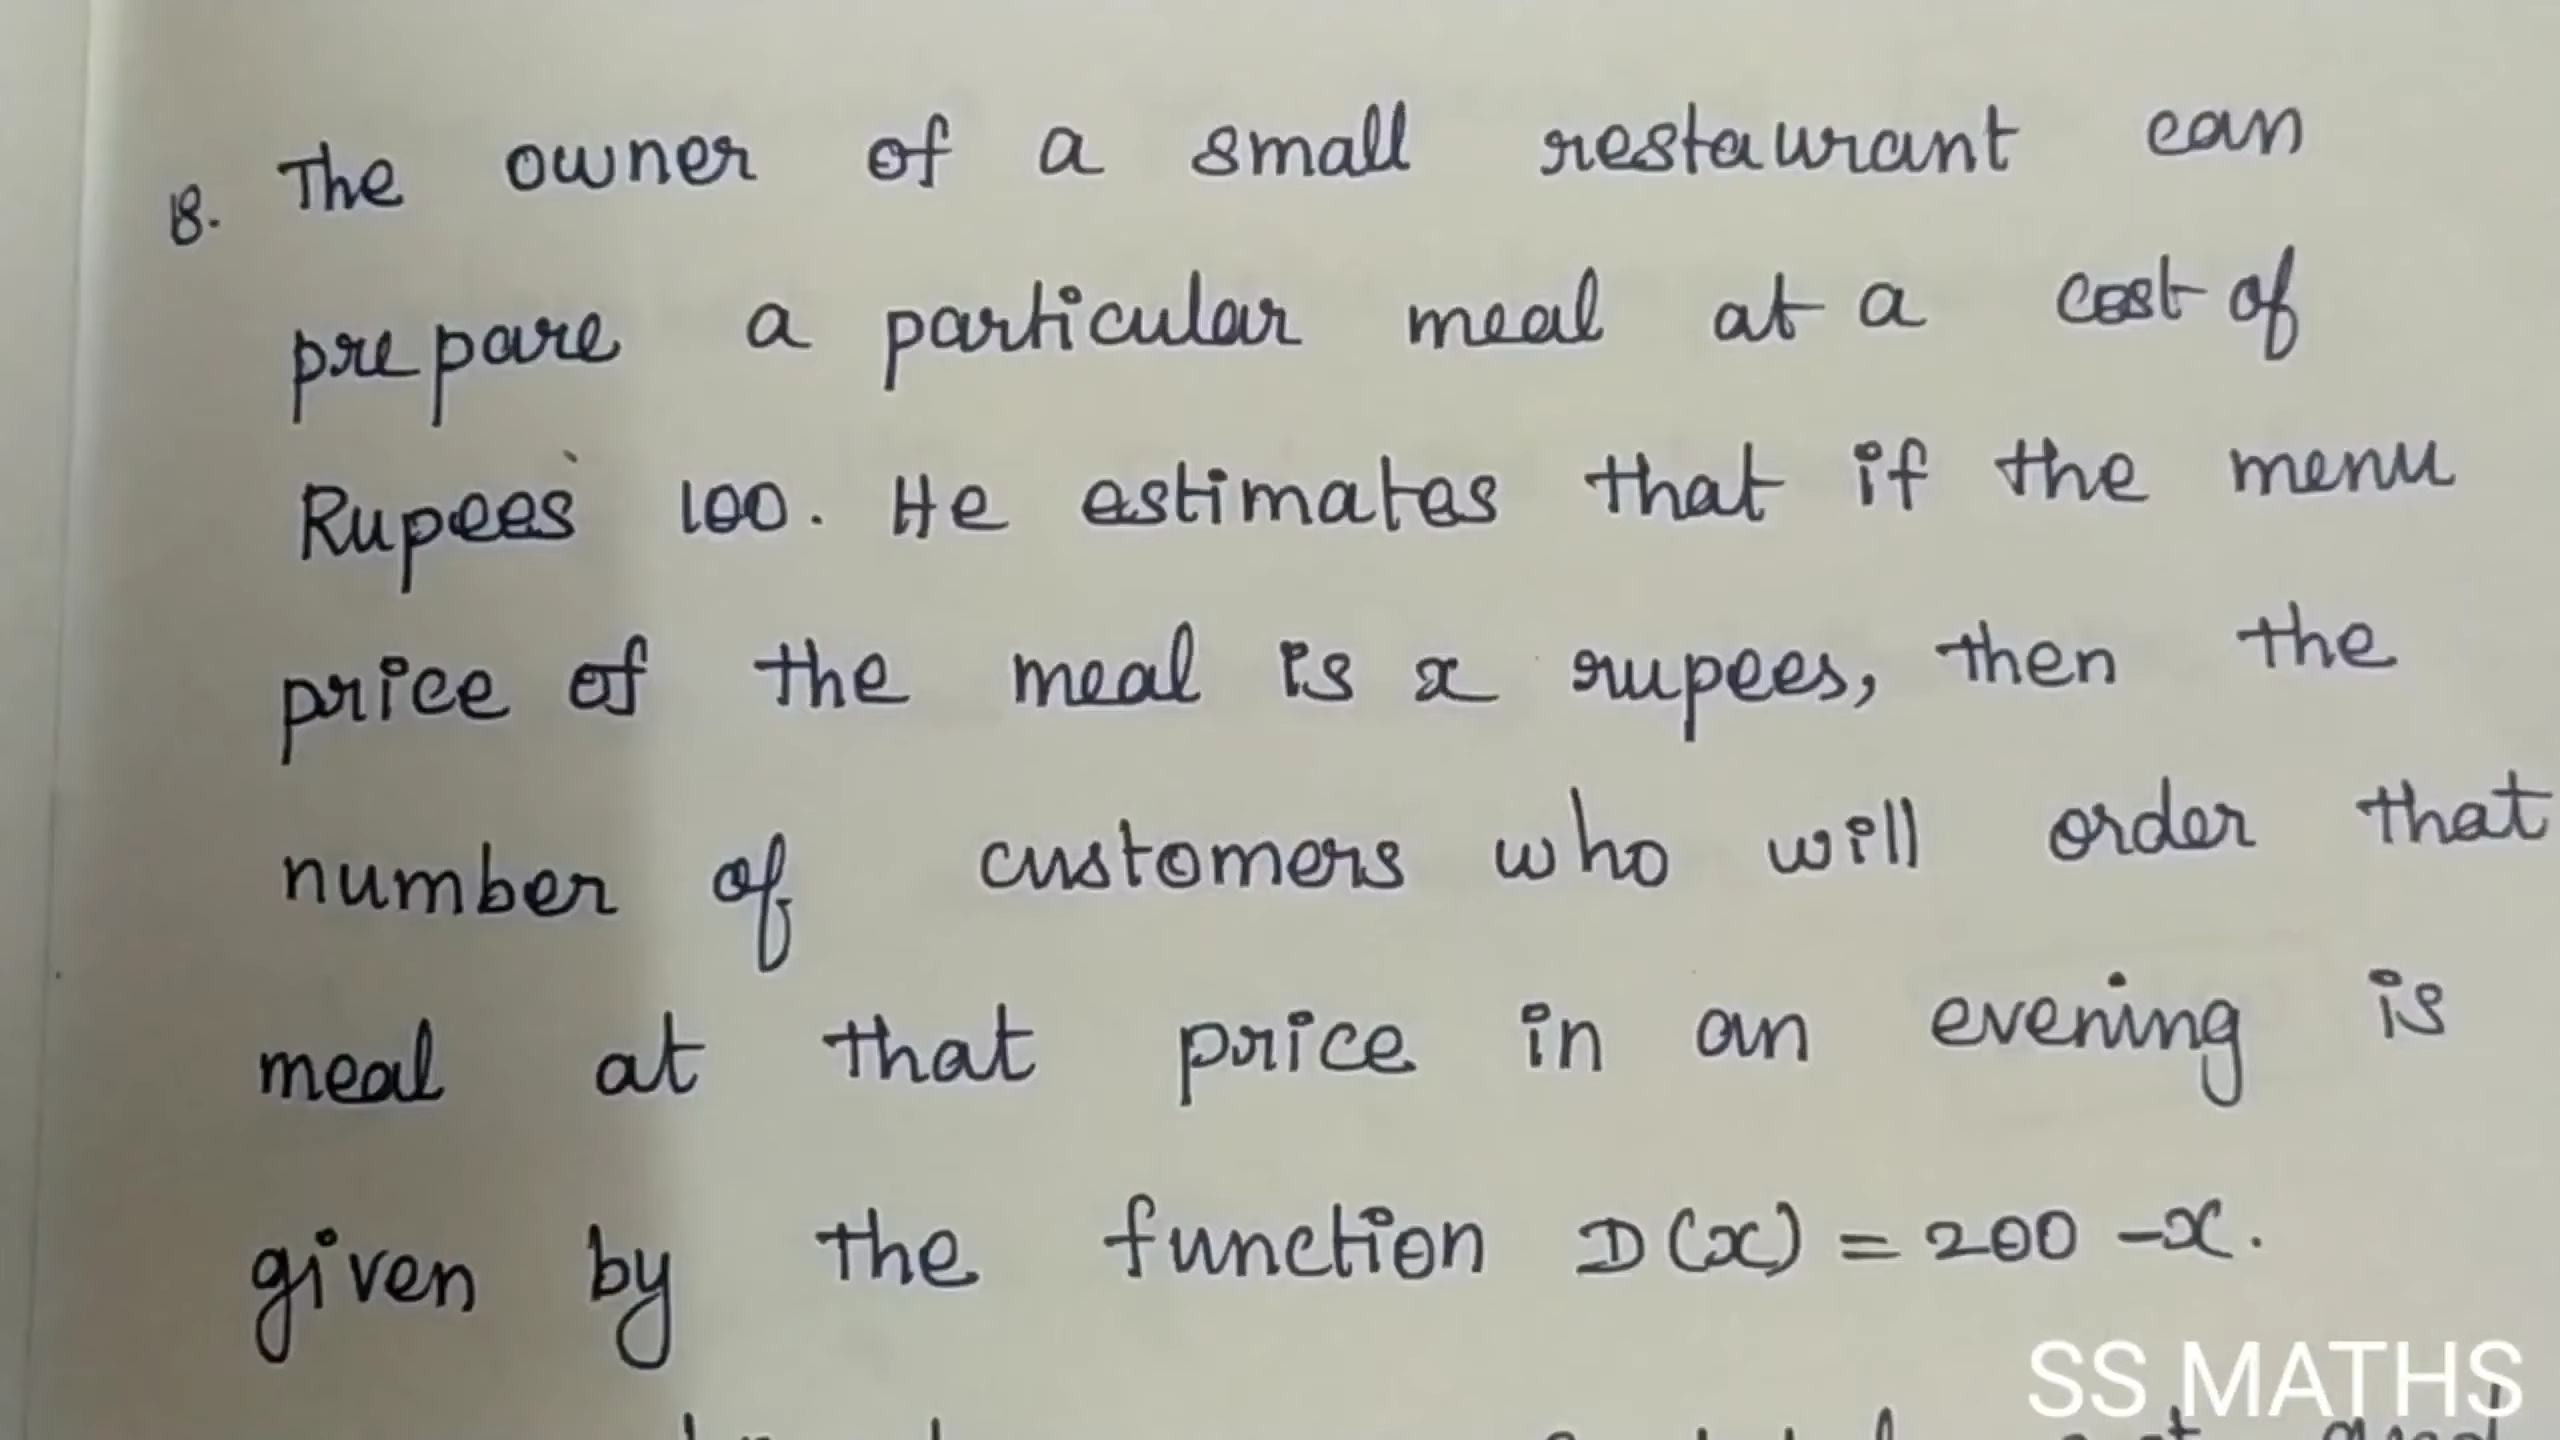 18. The owner of a small restaurant can
prepare a particular meal at a cost of
Rupees 100. He estimates that if the menu
price of the meal is x rupees, then the
number of customers who will order that
meal at that price in an evening is
given by the function D(x) = 200 - x.
SS MATHS